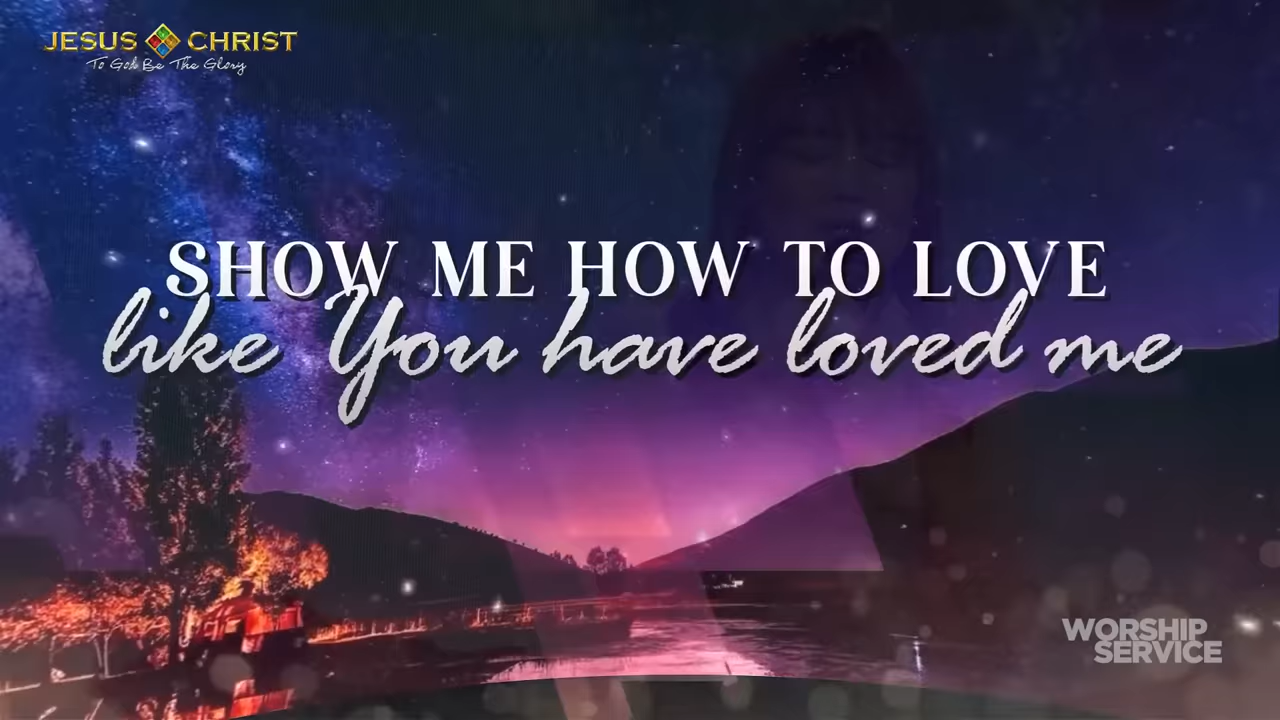 JESUS CHRIST
To God Be The Glory
SHOW ME HOW TO LOVE
like You have loved me
WORSHIP
SERVICE